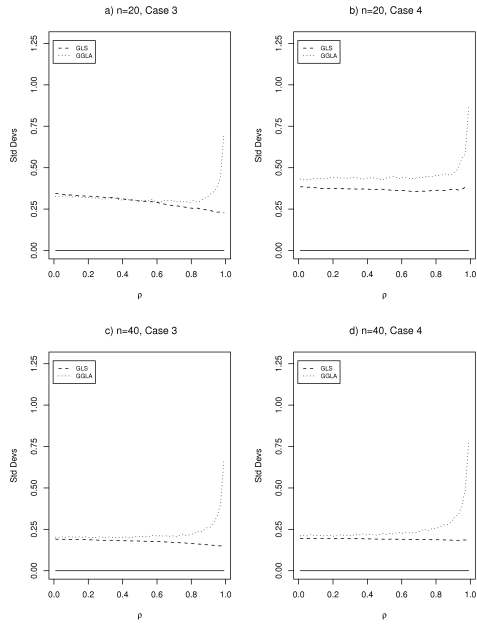 a) n=20, Case 3
Std Devs
0.00 0.25 0.50 0.75 1.00 1.25
GLS
GGLA
0.0 0.2 0.4 0.6 0.8 1.0
ρ
b) n=20, Case 4
Std Devs
0.00 0.25 0.50 0.75 1.00 1.25
GLS
GGLA
0.0 0.2 0.4 0.6 0.8 1.0
ρ
c) n=40, Case 3
Std Devs
0.00 0.25 0.50 0.75 1.00 1.25
GLS
GGLA
0.0 0.2 0.4 0.6 0.8 1.0
ρ
d) n=40, Case 4
Std Devs
0.00 0.25 0.50 0.75 1.00 1.25
GLS
GGLA
0.0 0.2 0.4 0.6 0.8 1.0
ρ